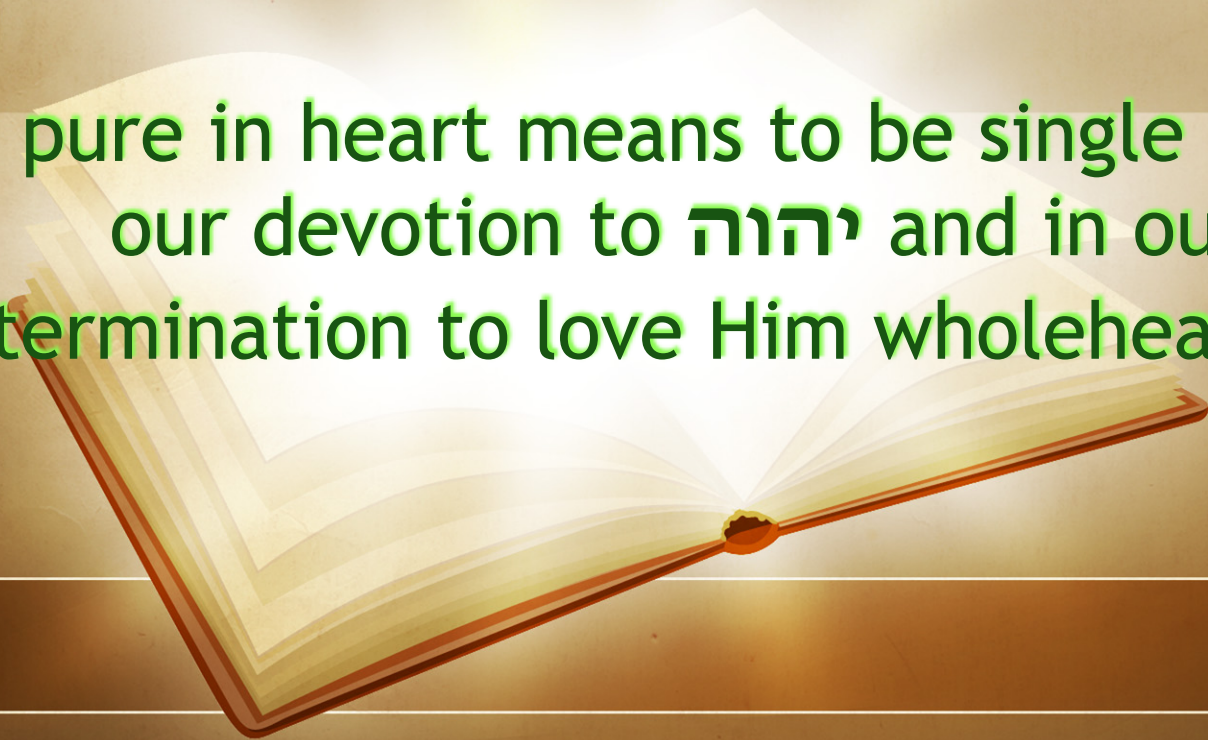 pure in heart means to be single
our devotion to יהוה and in ou
termination to love Him wholehea